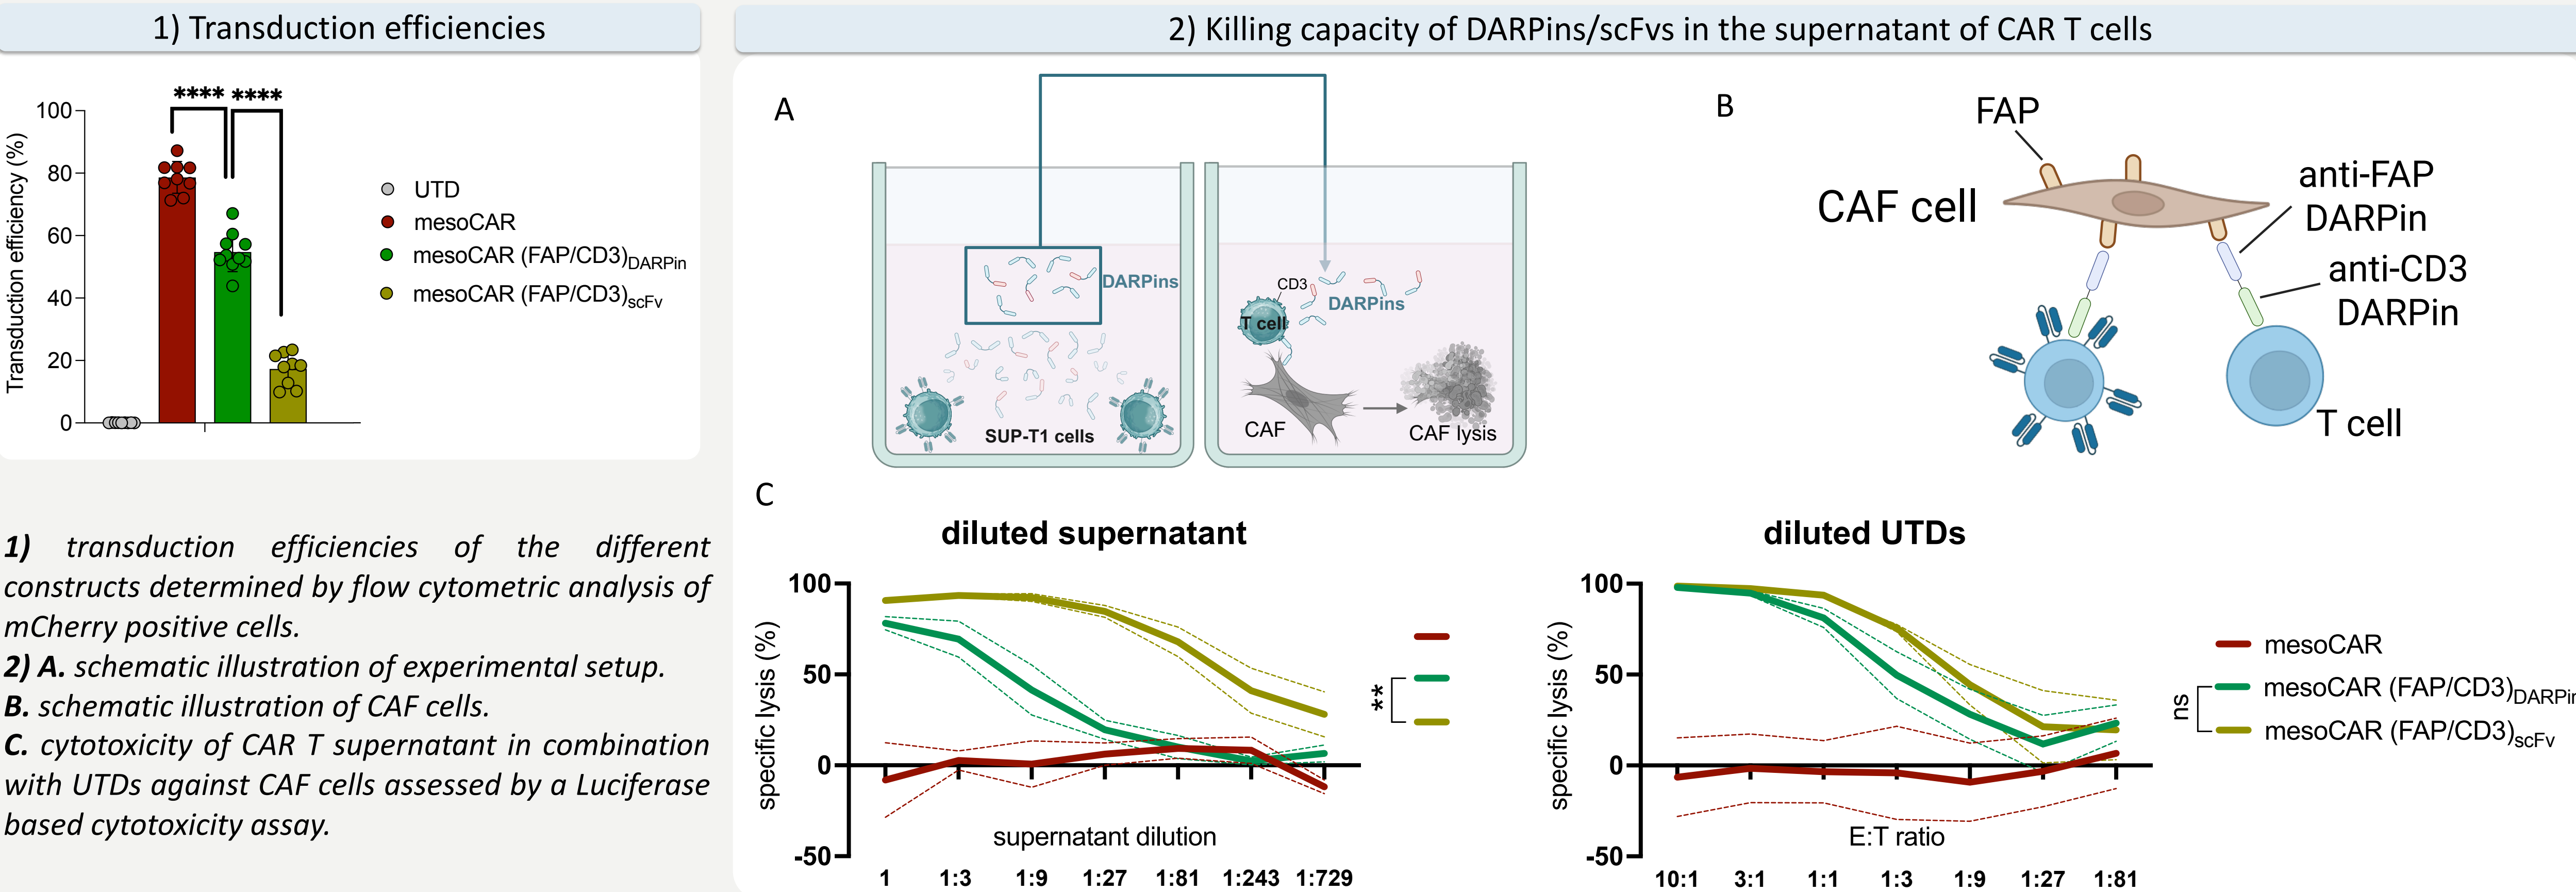 1) Transduction efficiencies
Transduction efficiency (%)
100
80
60
40
20
0
**** ****
UTD
mesoCAR
mesoCAR (FAP/CD3)DARPin
mesoCAR (FAP/CD3)scFv
1) transduction efficiencies of the different
constructs determined by flow cytometric analysis of
mCherry positive cells.
2) A. schematic illustration of experimental setup.
B. schematic illustration of CAF cells.
C. cytotoxicity of CAR T supernatant in combination
with UTDs against CAF cells assessed by a Luciferase
based cytotoxicity assay.
2) Killing capacity of DARPins/scFvs in the supernatant of CAR T cells
A
DARPins
SUP-T1 cells
CD3
DARPins
T cell
CAF
CAF lysis
B
FAP
CAF cell
anti-FAP
DARPin
anti-CD3
DARPin
T cell
C
diluted supernatant
specific lysis (%)
100
50
0
-50
supernatant dilution
1 1:3 1:9 1:27 1:81 1:243 1:729
**
diluted UTDs
specific lysis (%)
100
50
0
-50
E:T ratio
10:1 3:1 1:1 1:3 1:9 1:27 1:81
ns
mesoCAR
mesoCAR (FAP/CD3)DARPin
mesoCAR (FAP/CD3)scFv